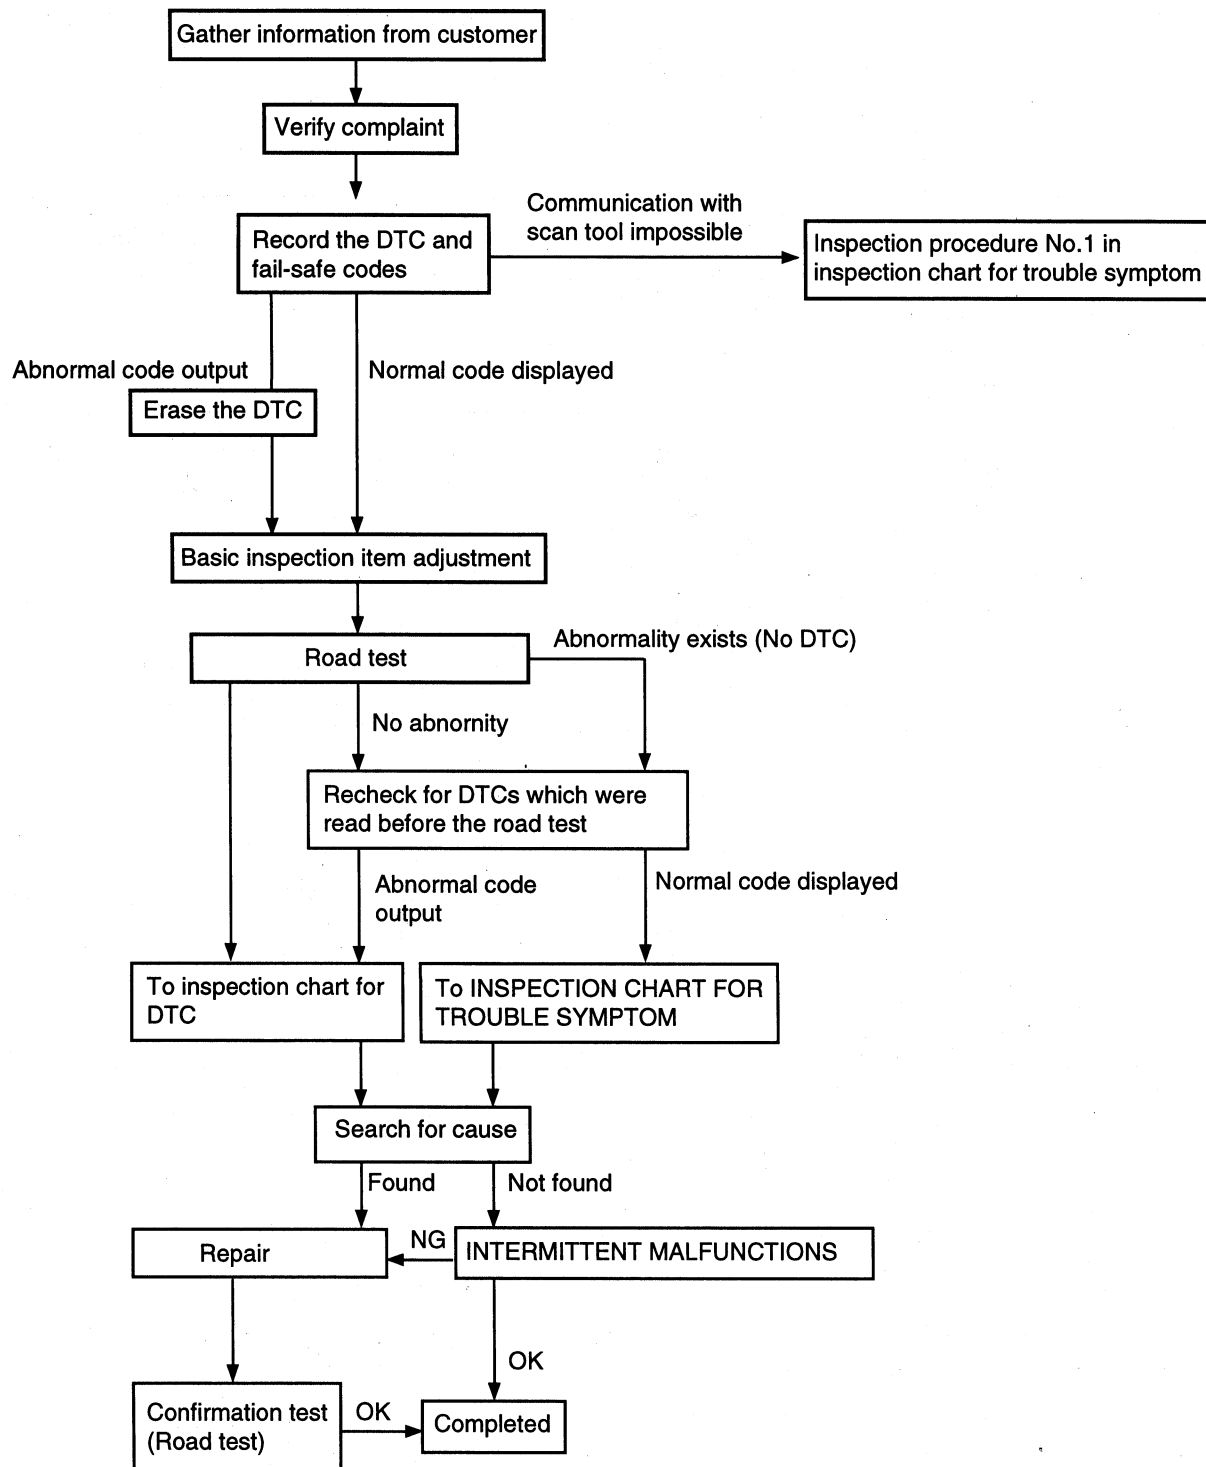 Gather information from customer
Verify complaint
Communication with
scan tool impossible
Record the DTC and
fail-safe codes
Inspection procedure No.1 in
inspection chart for trouble symptom
Abnormal code output
Normal code displayed
Erase the DTC
Basic inspection item adjustment
Abnormality exists (No DTC)
Road test
No abnornity
Recheck for DTCs which were
read before the road test
Abnormal code
output
Normal code displayed
To inspection chart for
DTC
To INSPECTION CHART FOR
TROUBLE SYMPTOM
Search for cause
Found
Not found
Repair
NG
INTERMITTENT MALFUNCTIONS
OK
Confirmation test
(Road test)
OK
Completed